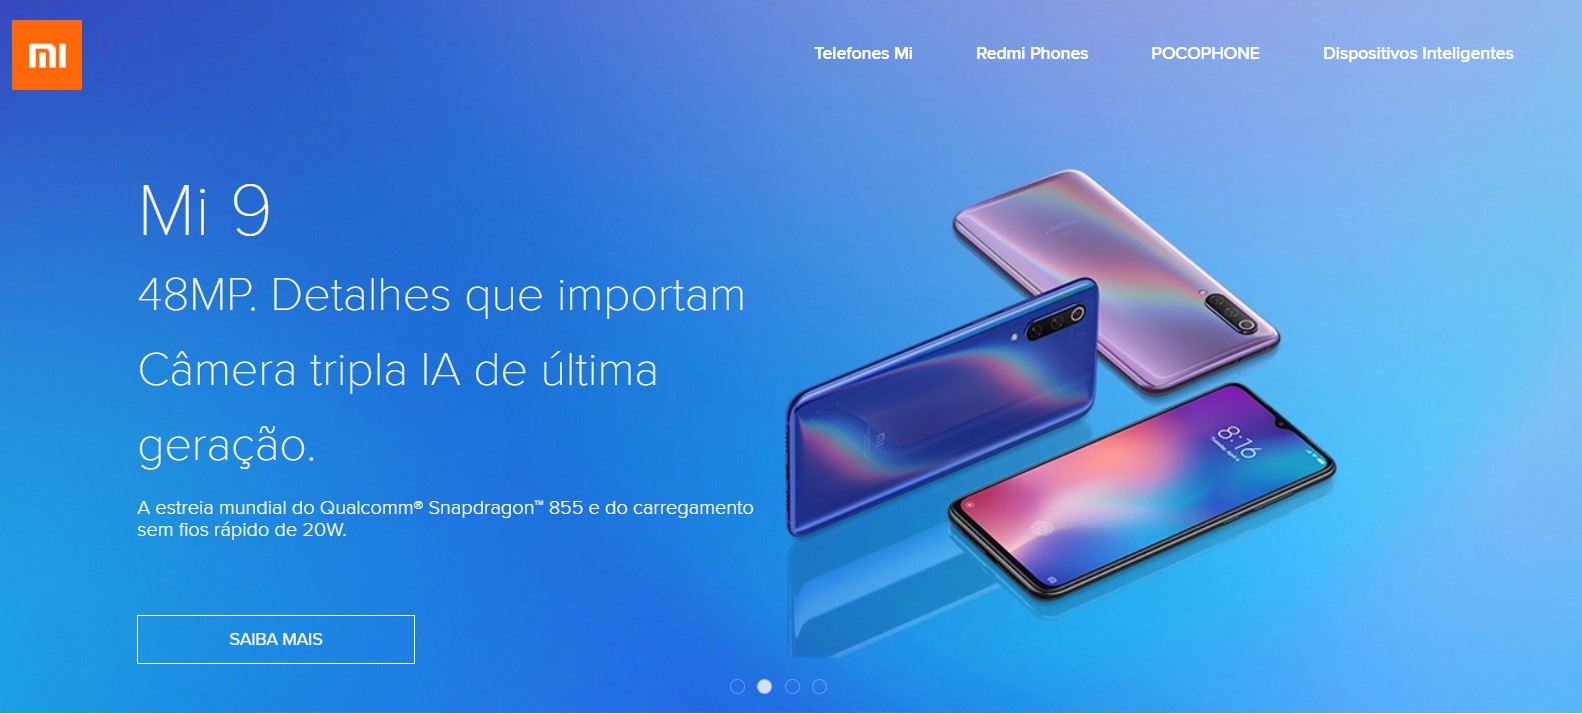 mi
Telefones Mi
Redmi Phones
POCOPHONE
Dispositivos Inteligentes
Mi 9
48MP. Detalhes que importam
Câmera tripla IA de última
geração.
A estreia mundial do Qualcomm® Snapdragon™ 855 e do carregamento
sem fios rápido de 20W.
SAIBA MAIS
8:16